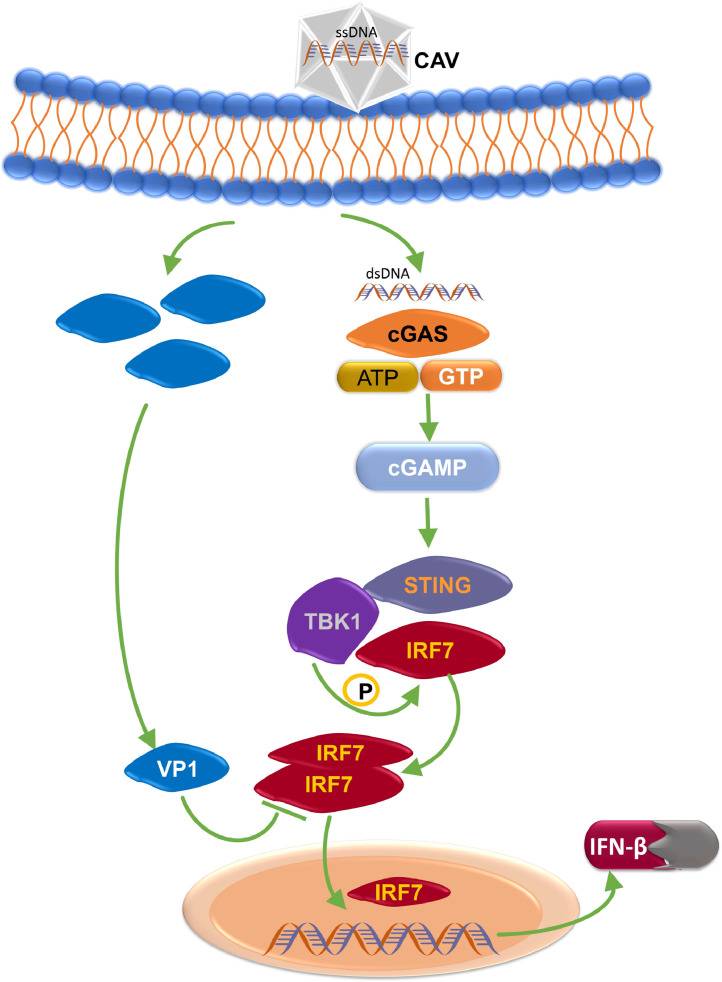 ssDNA
CAV
dsDNA
cGAS
ATP
GTP
cGAMP
STING
TBK1
IRF7
P
IRF7
VP1
IRF7
IFN-β
IRF7